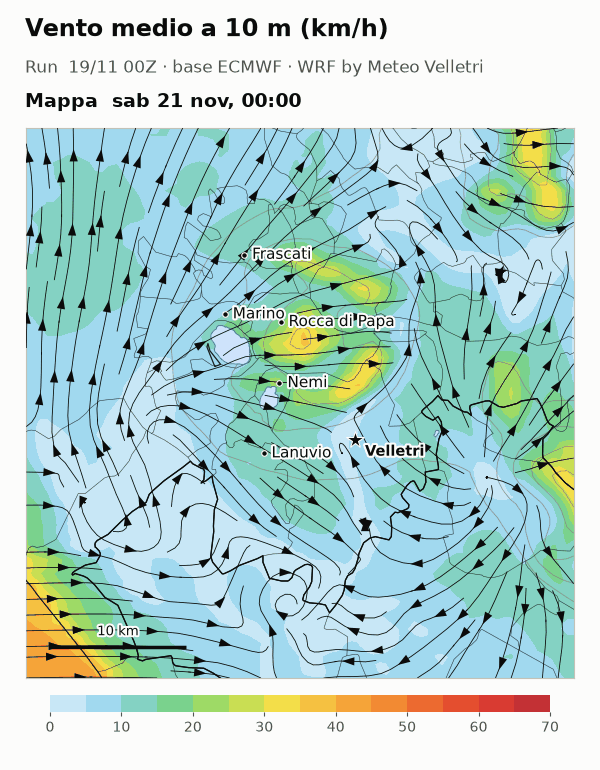 Vento medio a 10 m (km/h)
Run  19/11 00Z · base ECMWF · WRF by Meteo Velletri
Mappa  sab 21 nov, 00:00
Frascati
Marino
Rocca di Papa
Nemi
Velletri
Lanuvio
10 km
0 10 20 30 40 50 60 70